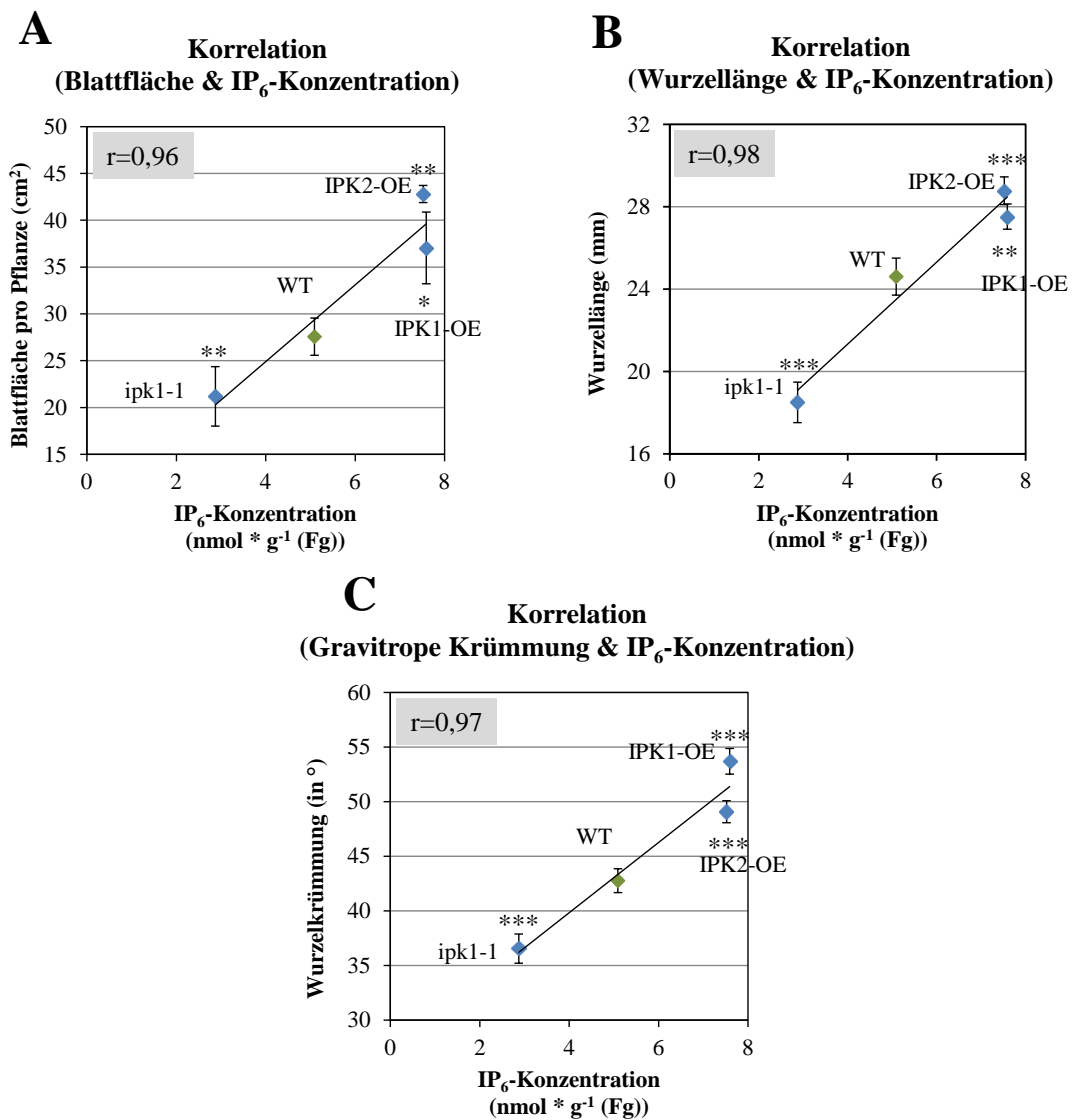 A
Korrelation
(Blattfläche & IP₆-Konzentration)
r=0,96
50
45
40
35
30
25
20
15
0 2 4 6 8
**
IPK2-OE
WT
*
IPK1-OE
**
ipk1-1
Blattfläche pro Pflanze (cm²)
IP₆-Konzentration
(nmol * g⁻¹ (Fg))
B
Korrelation
(Wurzellänge & IP₆-Konzentration)
r=0,98
32
28
24
20
16
0 2 4 6 8
***
IPK2-OE
WT
**
IPK1-OE
***
ipk1-1
Wurzellänge (mm)
IP₆-Konzentration
(nmol * g⁻¹ (Fg))
C
Korrelation
(Gravitrope Krümmung & IP₆-Konzentration)
r=0,97
60
55
50
45
40
35
30
0 2 4 6 8
***
IPK1-OE
WT
***
IPK2-OE
***
ipk1-1
Wurzelkrümmung (in °)
IP₆-Konzentration
(nmol * g⁻¹ (Fg))